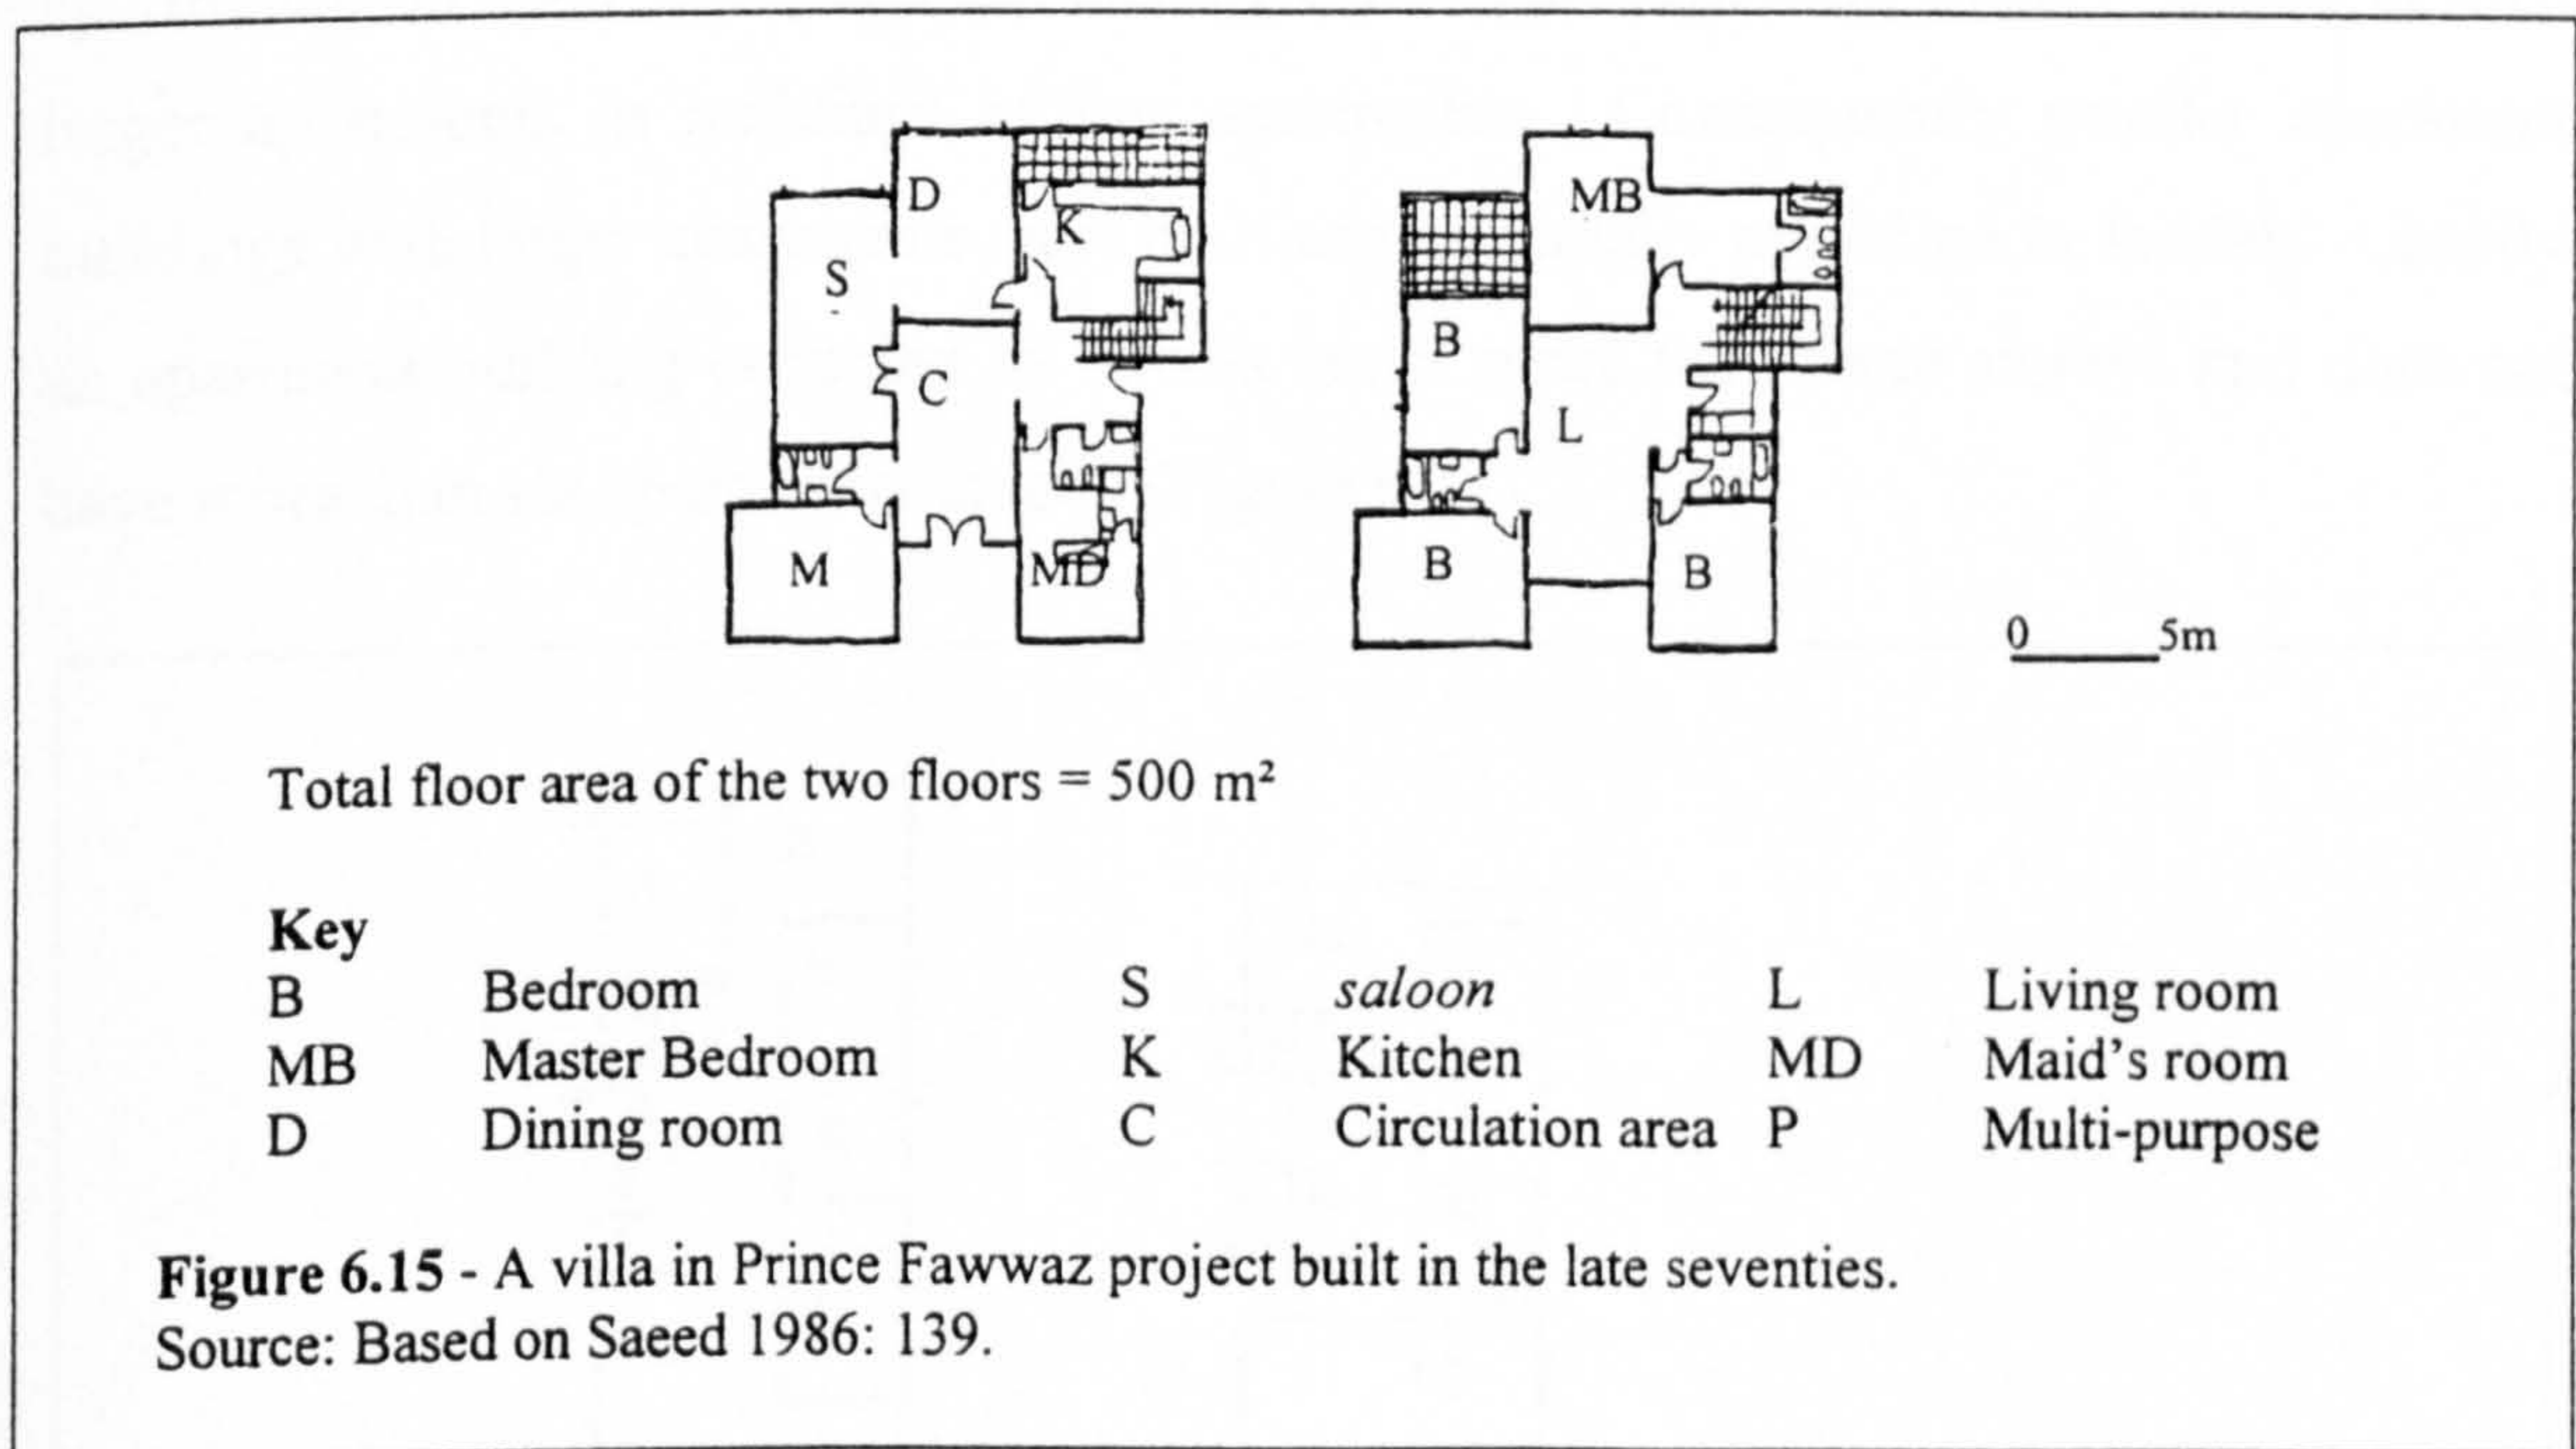 D
MB
S
K
B
C
L
M
MD
B
B
0 5m
Total floor area of the two floors = 500 m²
Key
B Bedroom S saloon L Living room
MB Master Bedroom K Kitchen MD Maid's room
D Dining room C Circulation area P Multi-purpose
Figure 6.15 - A villa in Prince Fawwaz project built in the late seventies.
Source: Based on Saeed 1986: 139.